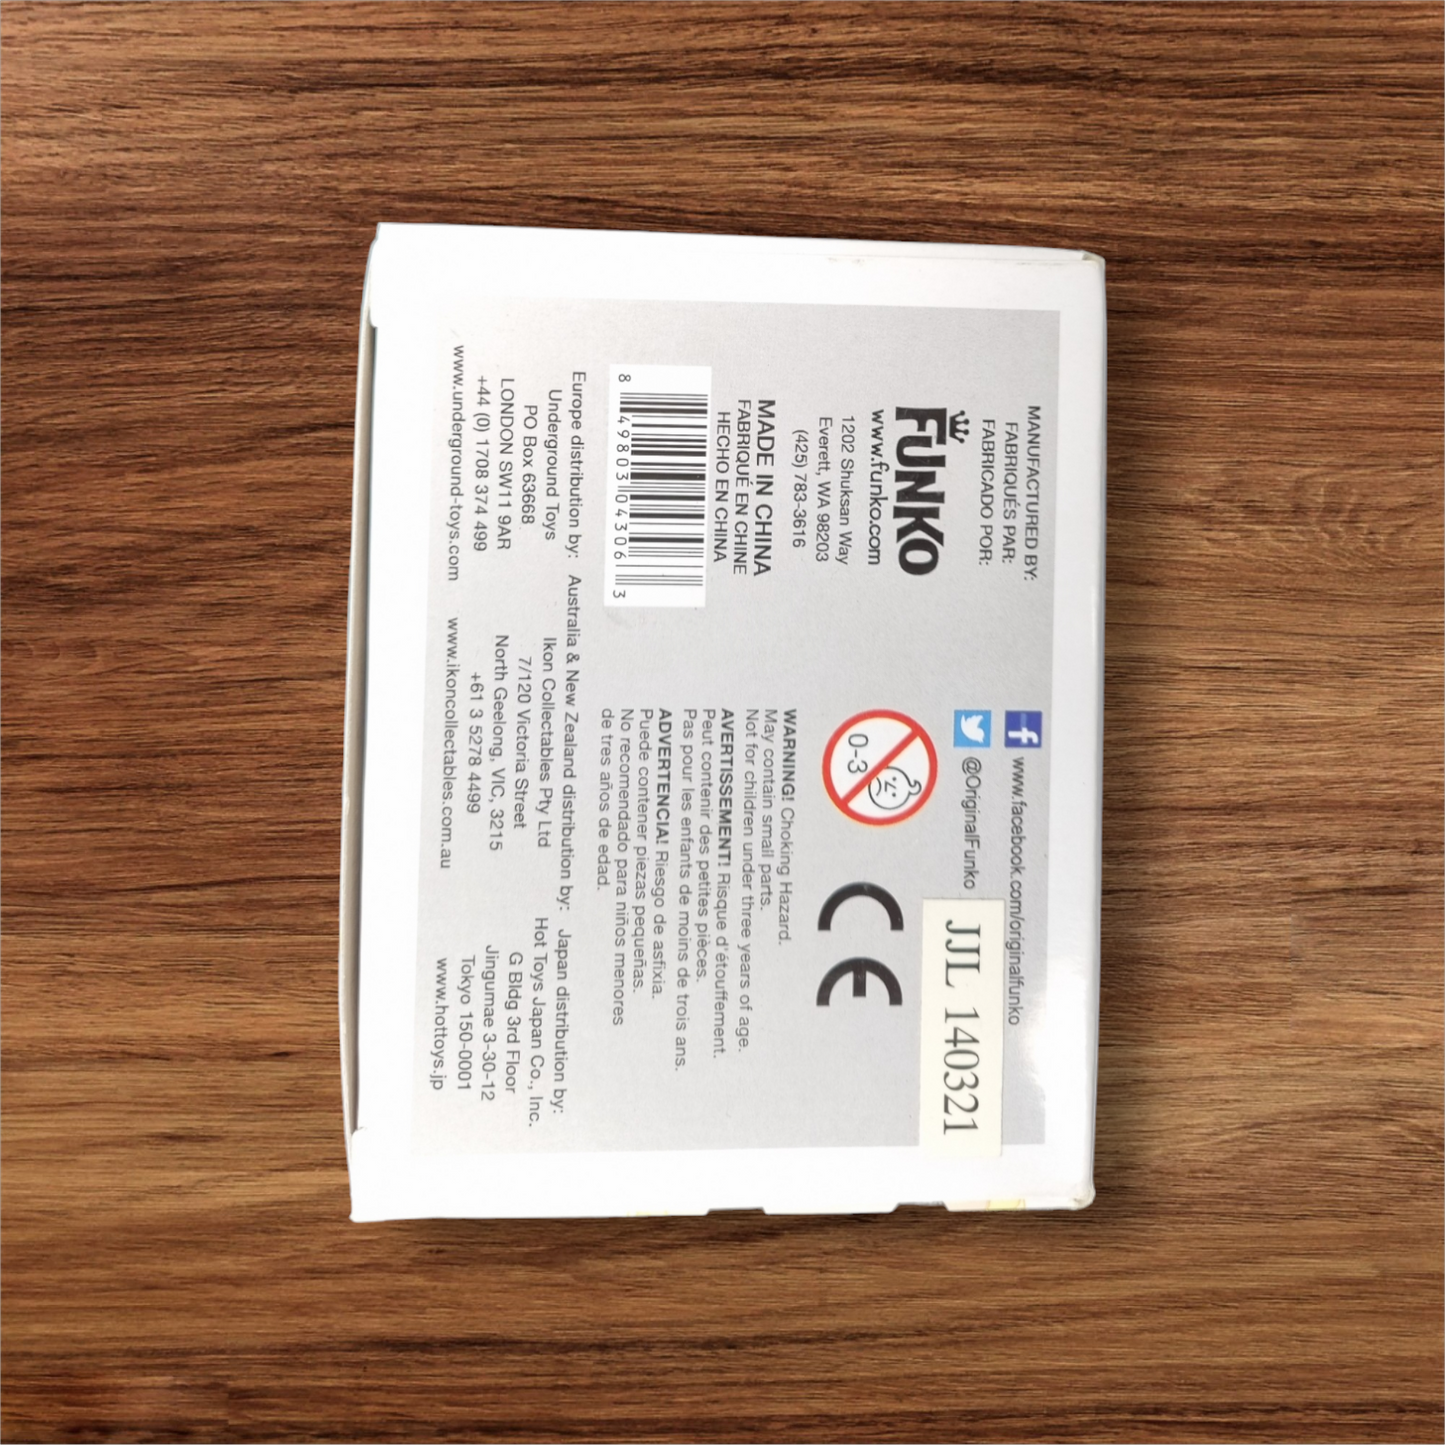 MANUFACTURED BY:
FABRIQUÉS PAR:
FABRICADO POR:
FUNKO
www.funko.com
1202 Shuksan Way
Everett, WA 98203
(425) 783-3616
MADE IN CHINA
FABRIQUÉ EN CHINE
HECHO EN CHINA
8 49803 04306 3
f www.facebook.com/originalfunko
@OriginalFunko
JJL 140321
0-3
CE
WARNING! Choking Hazard.
May contain small parts.
Not for children under three years of age.
AVERTISSEMENT! Risque d'étouffement.
Peut contenir des petites pièces.
Pas pour les enfants de moins de trois ans.
ADVERTENCIA! Riesgo de asfixia.
Puede contener piezas pequeñas.
No recomendado para niños menores
de tres años de edad.
Europe distribution by:
Underground Toys
PO Box 63668
LONDON SW11 9AR
+44 (0) 1708 374 499
www.underground-toys.com
Australia & New Zealand distribution by:
Ikon Collectables Pty Ltd
7/120 Victoria Street
North Geelong, VIC, 3215
+61 3 5278 4499
www.ikoncollectables.com.au
Japan distribution by:
Hot Toys Japan Co., Inc.
G Bldg 3rd Floor
Jingumae 3-30-12
Tokyo 150-0001
www.hottoys.jp